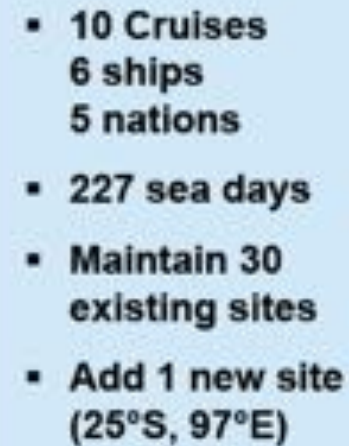 ▪ 10 Cruises
6 ships
5 nations
▪ 227 sea days
▪ Maintain 30
existing sites
▪ Add 1 new site
(25°S, 97°E)